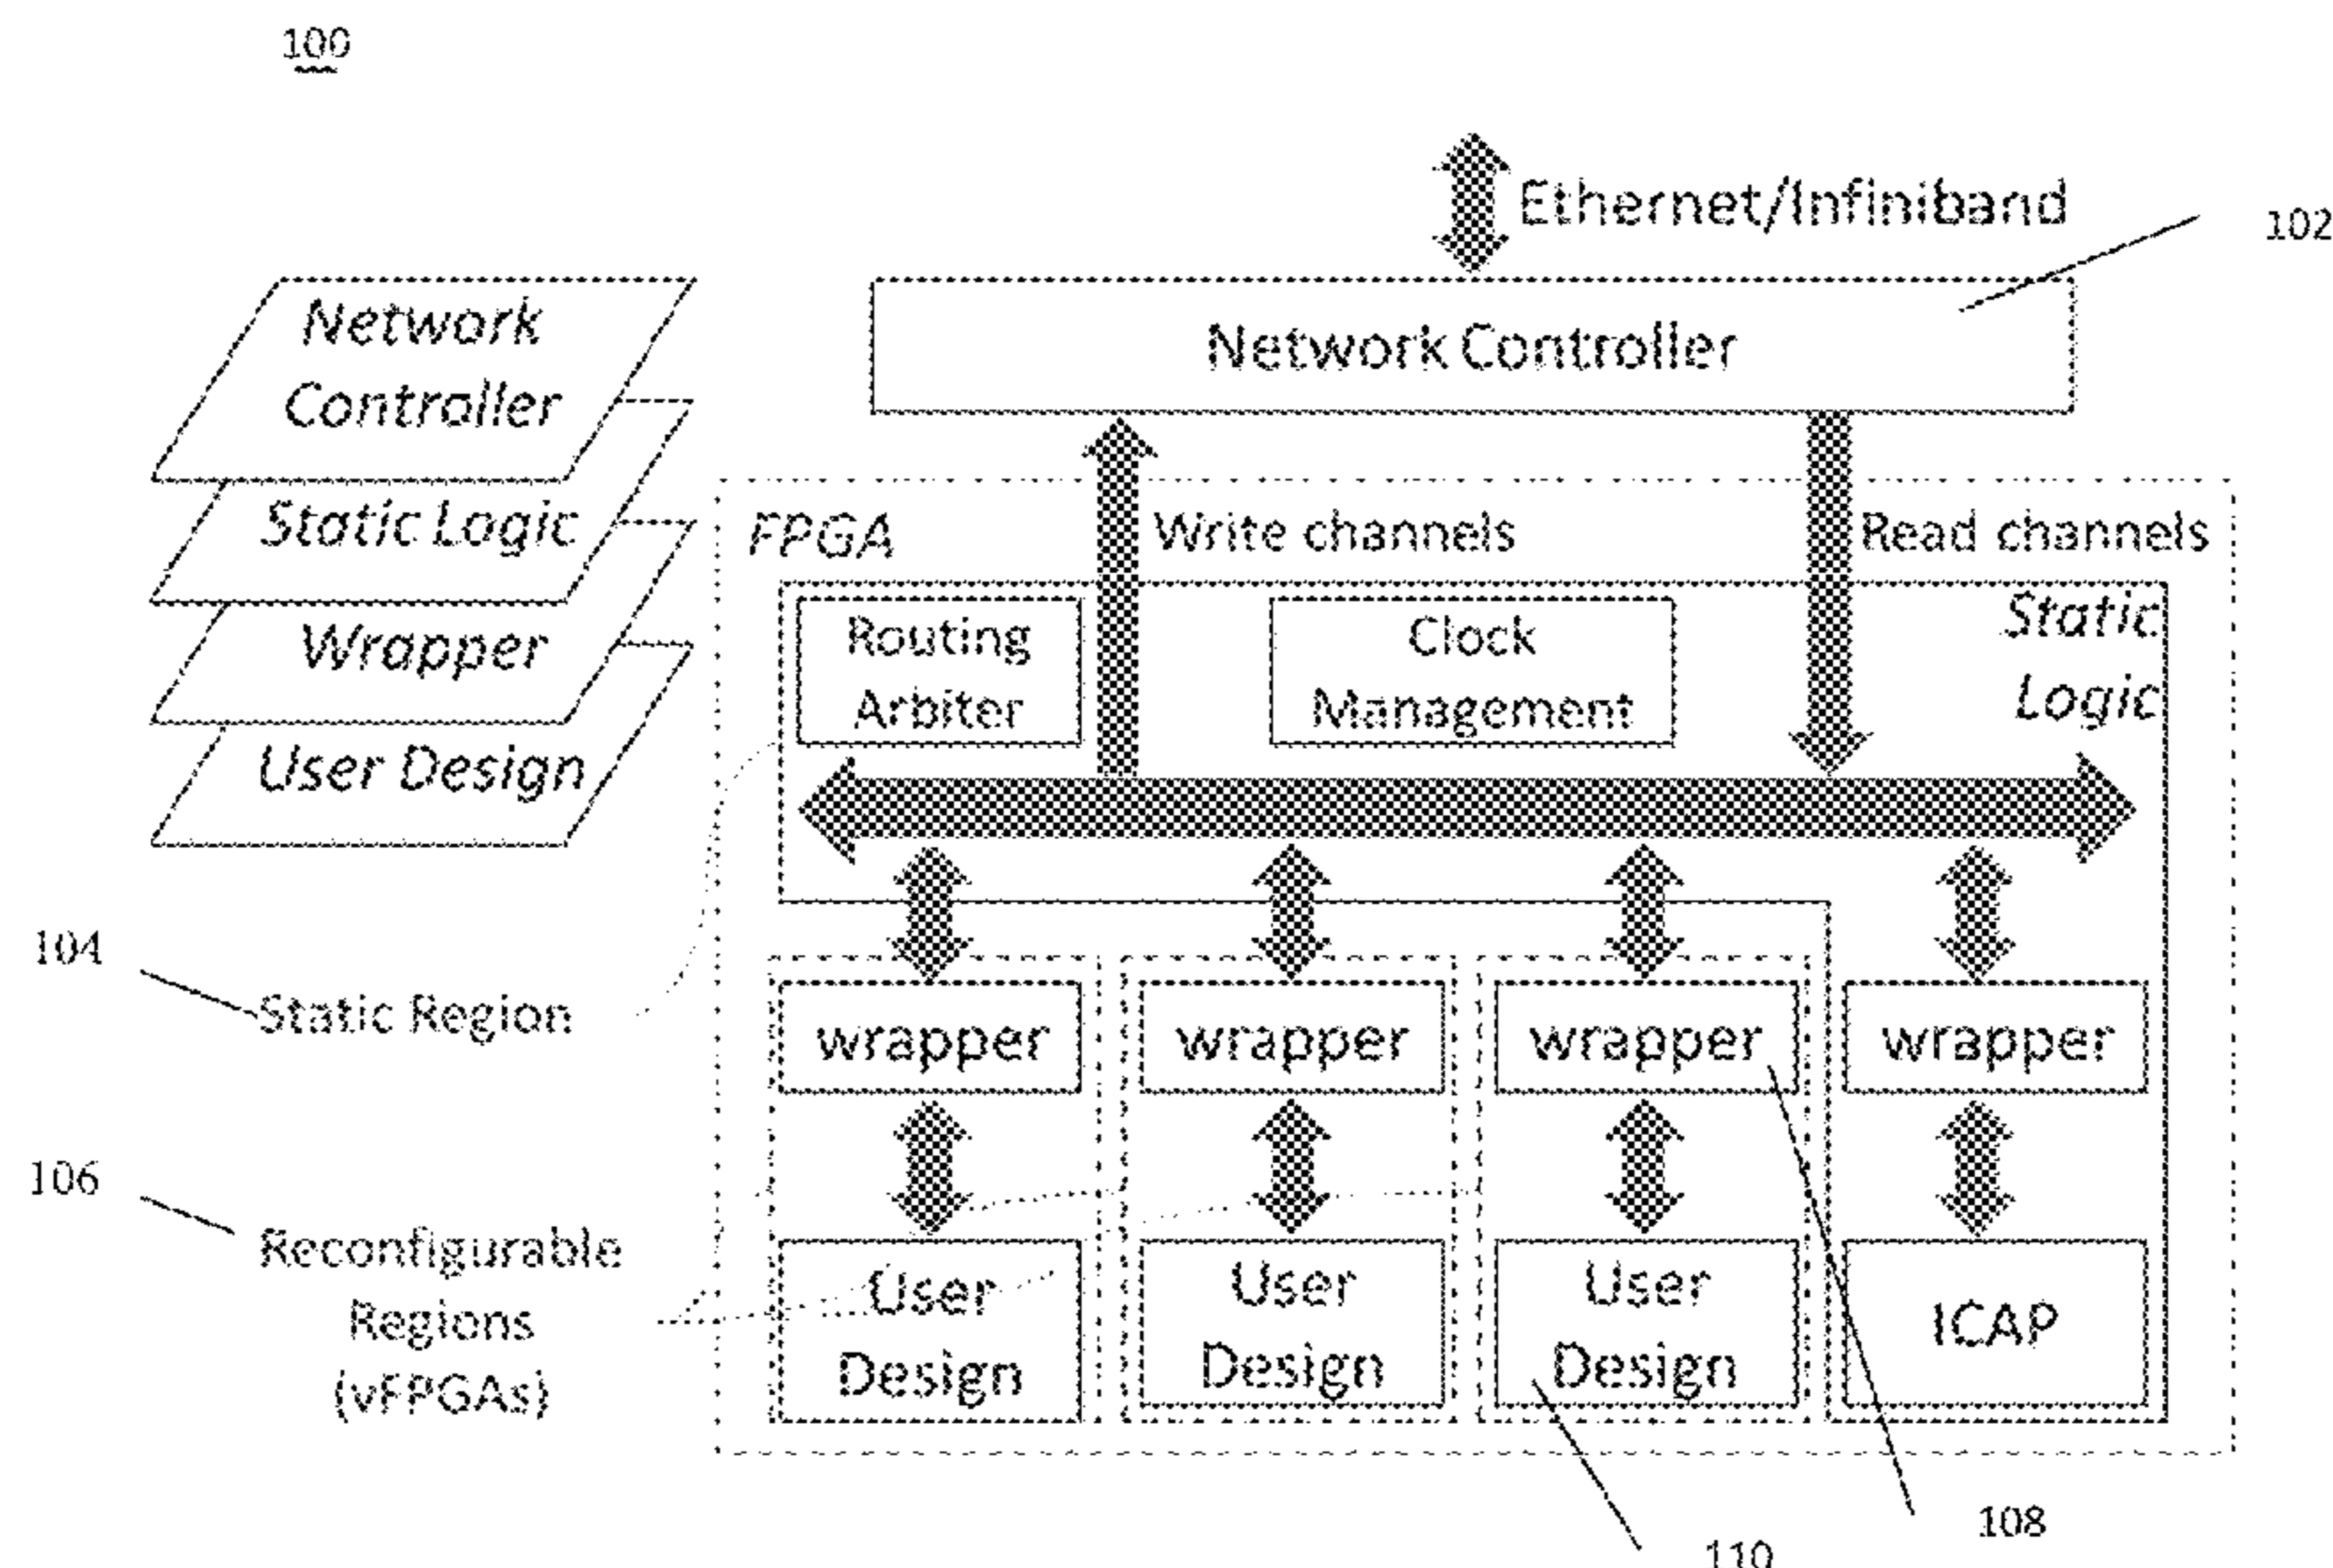 100
Ethernet/Infiniband
102
Network
Controller
Static Logic
Wrapper
User Design
Network Controller
FPGA
Write channels
Read channels
Routing
Arbiter
Clock
Management
Static
Logic
104
Static Region
wrapper
wrapper
wrapper
wrapper
106
Reconfigurable
Regions
(vFPGAs)
User
Design
User
Design
User
Design
ICAP
108
110